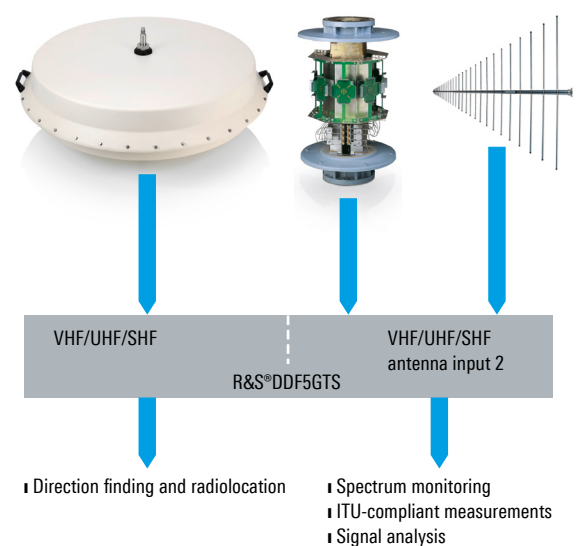 VHF/UHF/SHF
VHF/UHF/SHF
antenna input 2
R&S®DDF5GTS
ı Direction finding and radiolocation
ı Spectrum monitoring
ı ITU-compliant measurements
ı Signal analysis